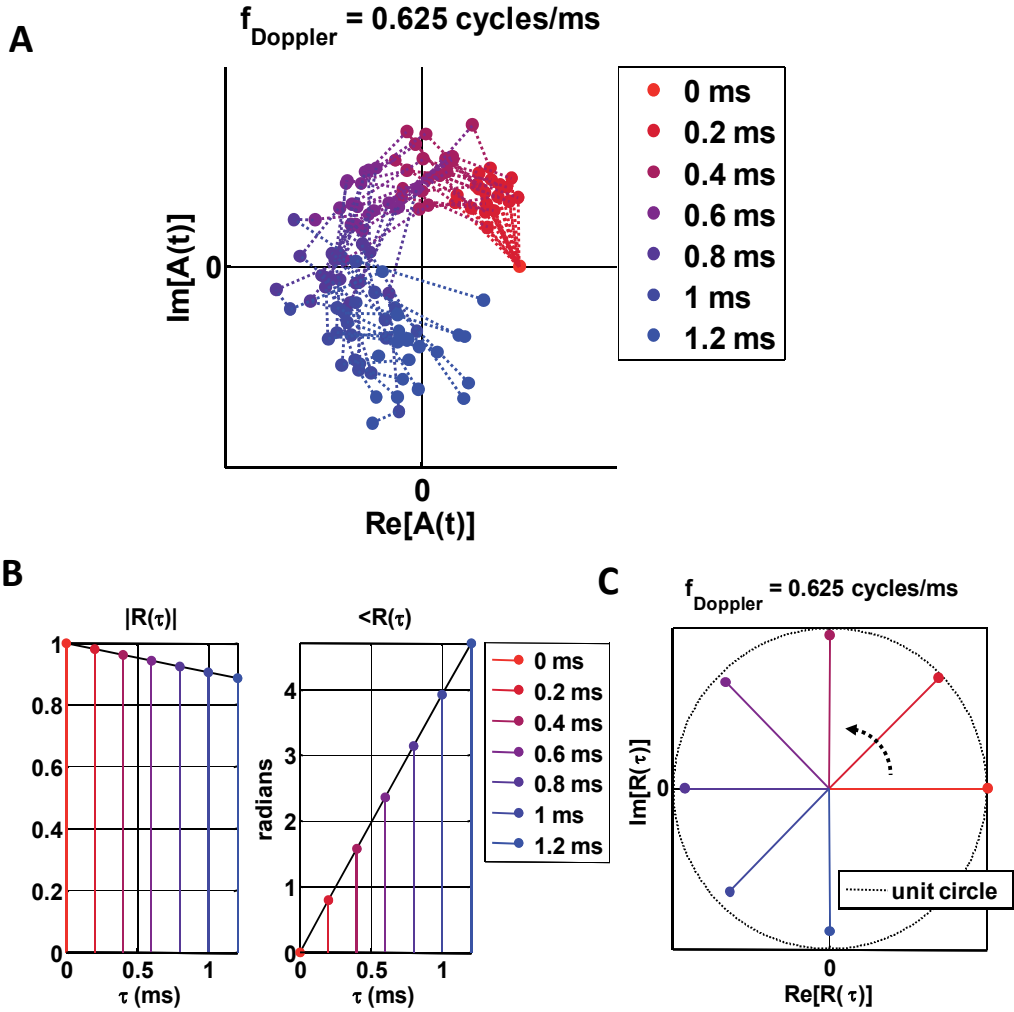 A
f_Doppler = 0.625 cycles/ms
Im[A(t)]
0
0
Re[A(t)]
0 ms
0.2 ms
0.4 ms
0.6 ms
0.8 ms
1 ms
1.2 ms
B
|R(τ)|
1
0.8
0.6
0.4
0.2
0
0 0.5 1
τ (ms)
<R(τ)
radians
4
3
2
1
0
0 0.5 1
τ (ms)
0 ms
0.2 ms
0.4 ms
0.6 ms
0.8 ms
1 ms
1.2 ms
C
f_Doppler = 0.625 cycles/ms
Im[R(τ)]
0
unit circle
0
Re[R(τ)]